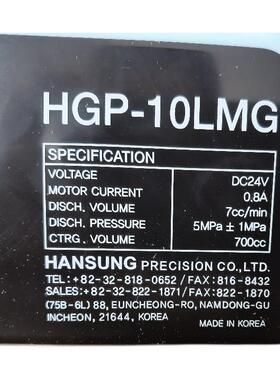 HGP-10LMG
SPECIFICATION
VOLTAGE DC24V
MOTOR CURRENT 0.8A
DISCH. VOLUME 7cc/min
DISCH. PRESSURE 5MPa ± 1MPa
CTRG. VOLUME 700cc
HANSUNG PRECISION CO.,LTD.
TEL:+82-32-818-0652/FAX:816-8432
SALES:+82-32-822-1871/FAX:822-1870
(75B-6L) 88, EUNCHEONG-RO, NAMDONG-GU
INCHEON, 21644, KOREA
MADE IN KOREA